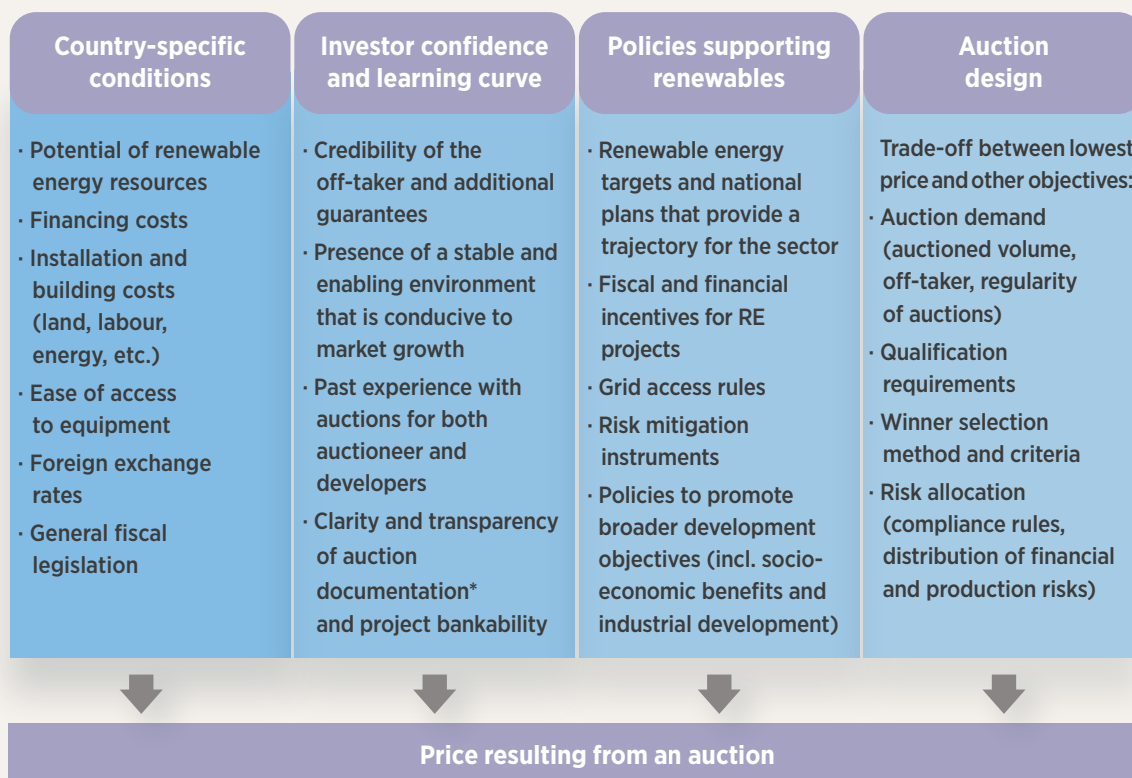 Country-specific
conditions
· Potential of renewable
energy resources
· Financing costs
· Installation and
building costs
(land, labour,
energy, etc.)
· Ease of access
to equipment
· Foreign exchange
rates
· General fiscal
legislation
Investor confidence
and learning curve
· Credibility of the
off-taker and additional
guarantees
· Presence of a stable and
enabling environment
that is conducive to
market growth
· Past experience with
auctions for both
auctioneer and
developers
· Clarity and transparency
of auction
documentation*
and project bankability
Policies supporting
renewables
· Renewable energy
targets and national
plans that provide a
trajectory for the sector
· Fiscal and financial
incentives for RE
projects
· Grid access rules
· Risk mitigation
instruments
· Policies to promote
broader development
objectives (incl. socio-
economic benefits and
industrial development)
Auction
design
Trade-off between lowest
price and other objectives:
· Auction demand
(auctioned volume,
off-taker, regularity
of auctions)
· Qualification
requirements
· Winner selection
method and criteria
· Risk allocation
(compliance rules,
distribution of financial
and production risks)
Price resulting from an auction